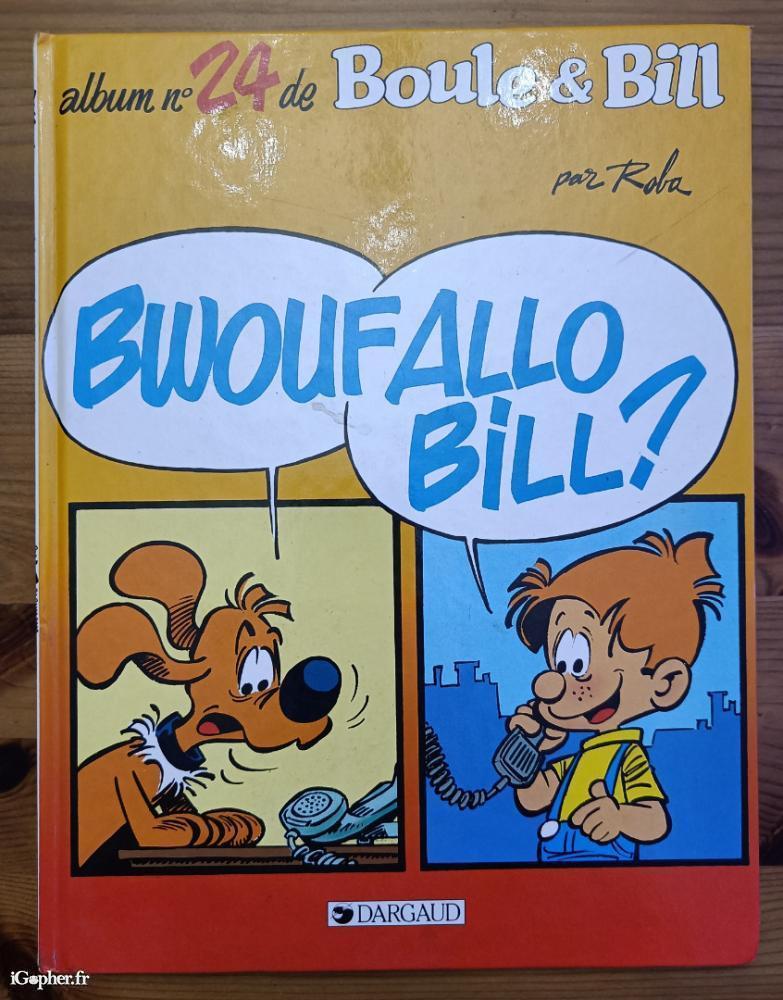 album n° 24 de Boule & Bill
par Roba
BWOUF ALLO
BiLL?
DARGAUD
iGopher.fr